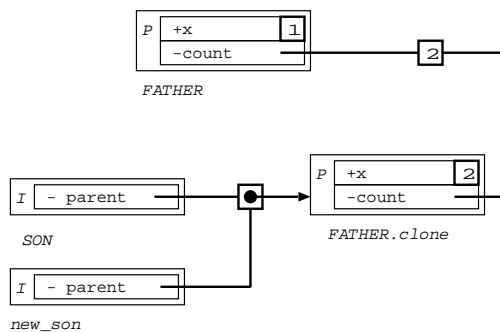 P +x 1
-count 2
FATHER
P +x 2
I - parent -count
SON FATHER.clone
I - parent
new_son